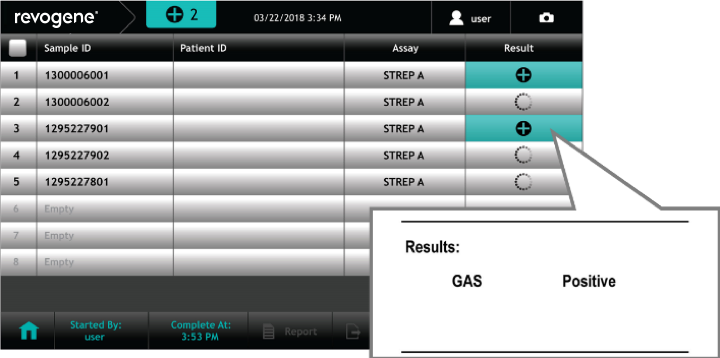 revogene® 2 03/22/2018 3:34 PM user
Sample ID Patient ID Assay Result
1 1300006001 STREP A
2 1300006002 STREP A
3 1295227901 STREP A
4 1295227902 STREP A
5 1295227801 STREP A
6 Empty
7 Empty
8 Empty
Results:
GAS Positive
Started By: Complete At:
user 3:53 PM Report